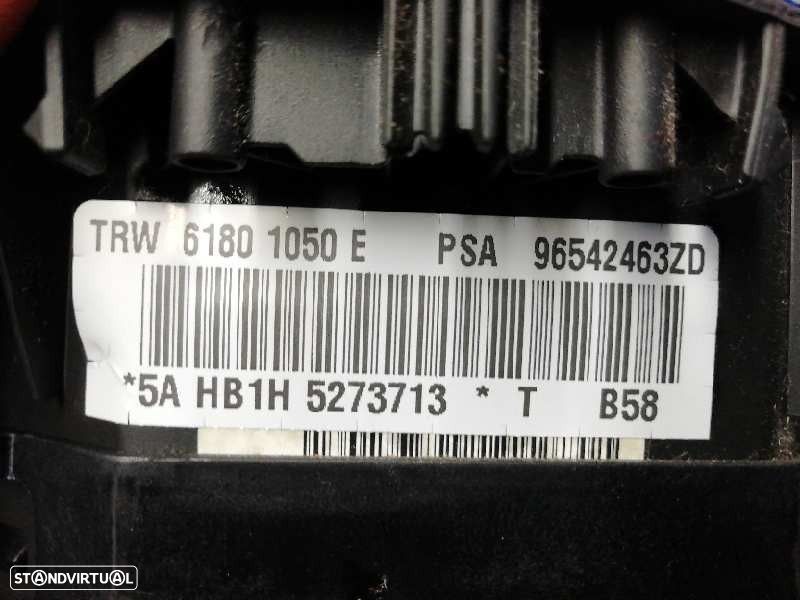 TRW 6180 1050 E PSA 96542463ZD
*5A HB1H 5273713 * T B58
STANDVIRTUAL